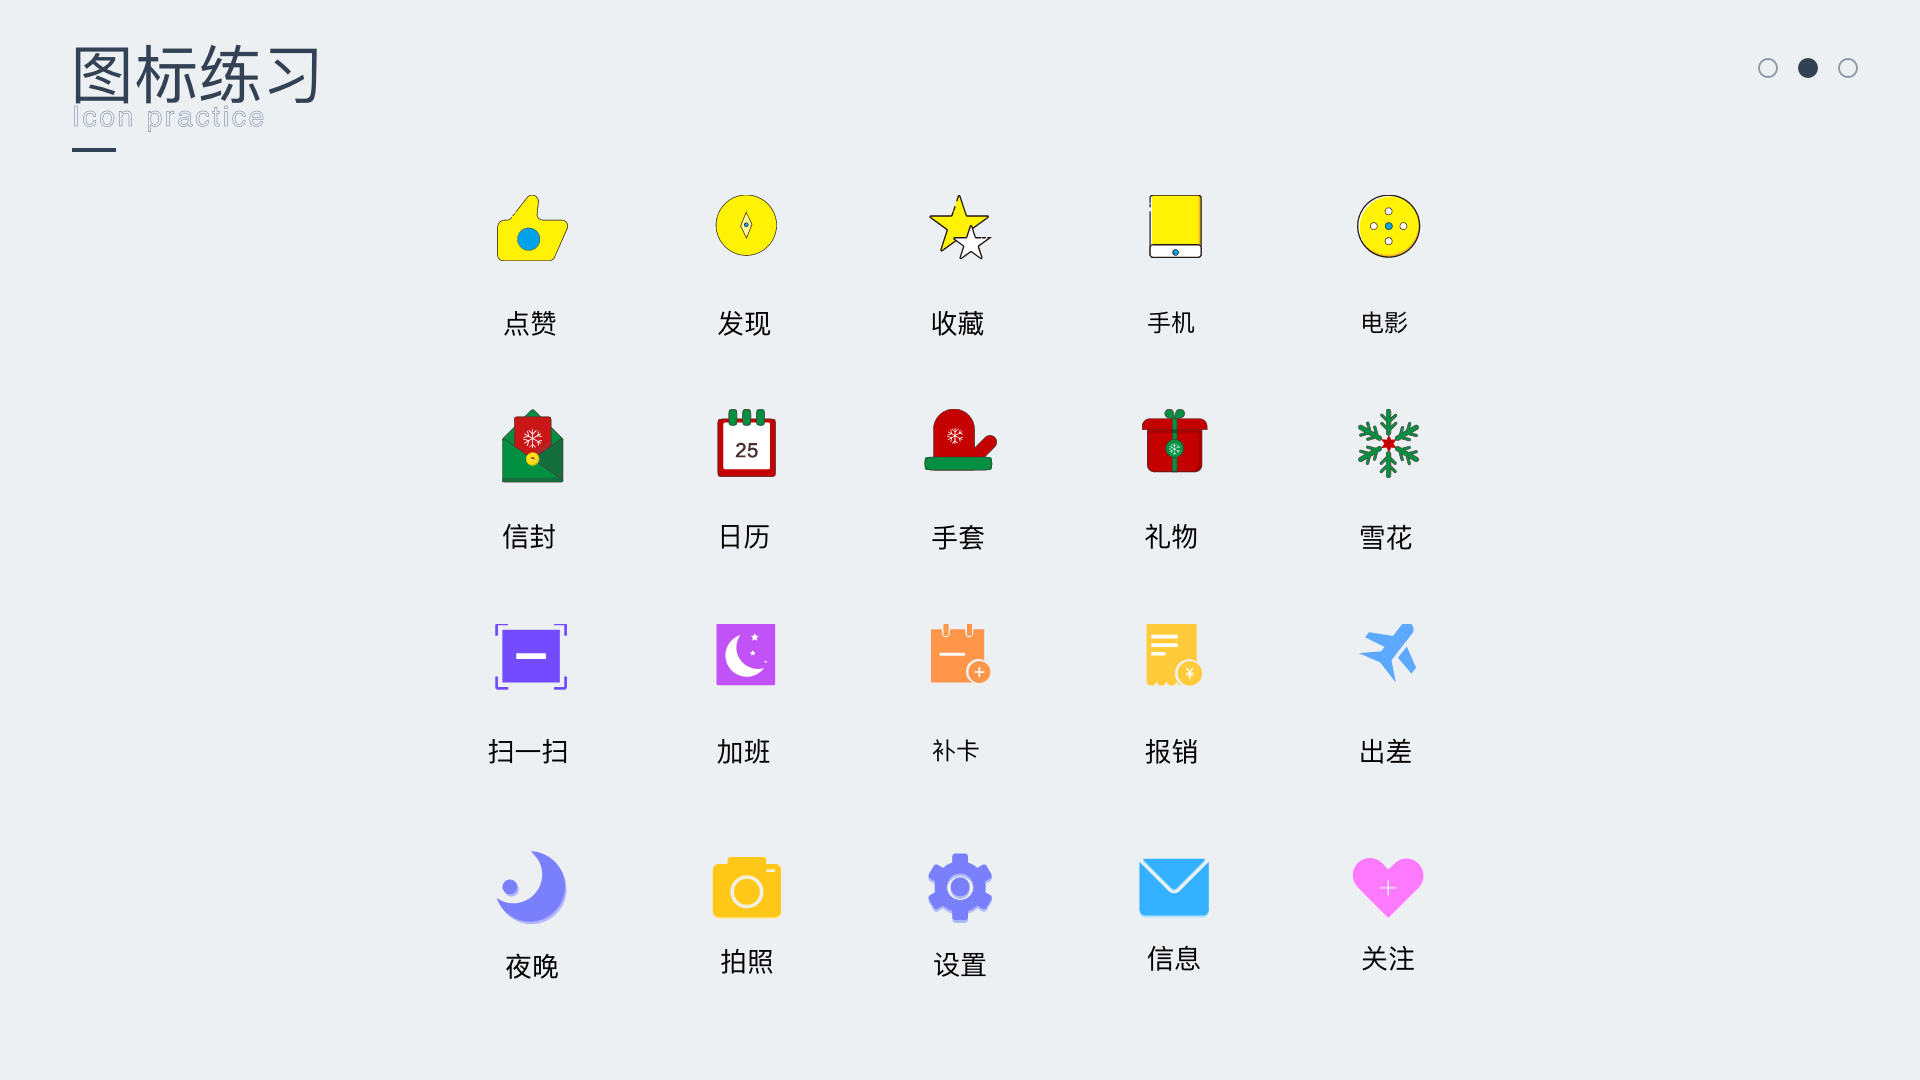 图标练习
Icon practice
点赞 发现 收藏 手机 电影
25
信封 日历 手套 礼物 雪花
¥
扫一扫 加班 补卡 报销 出差
夜晚 拍照 设置 信息 关注